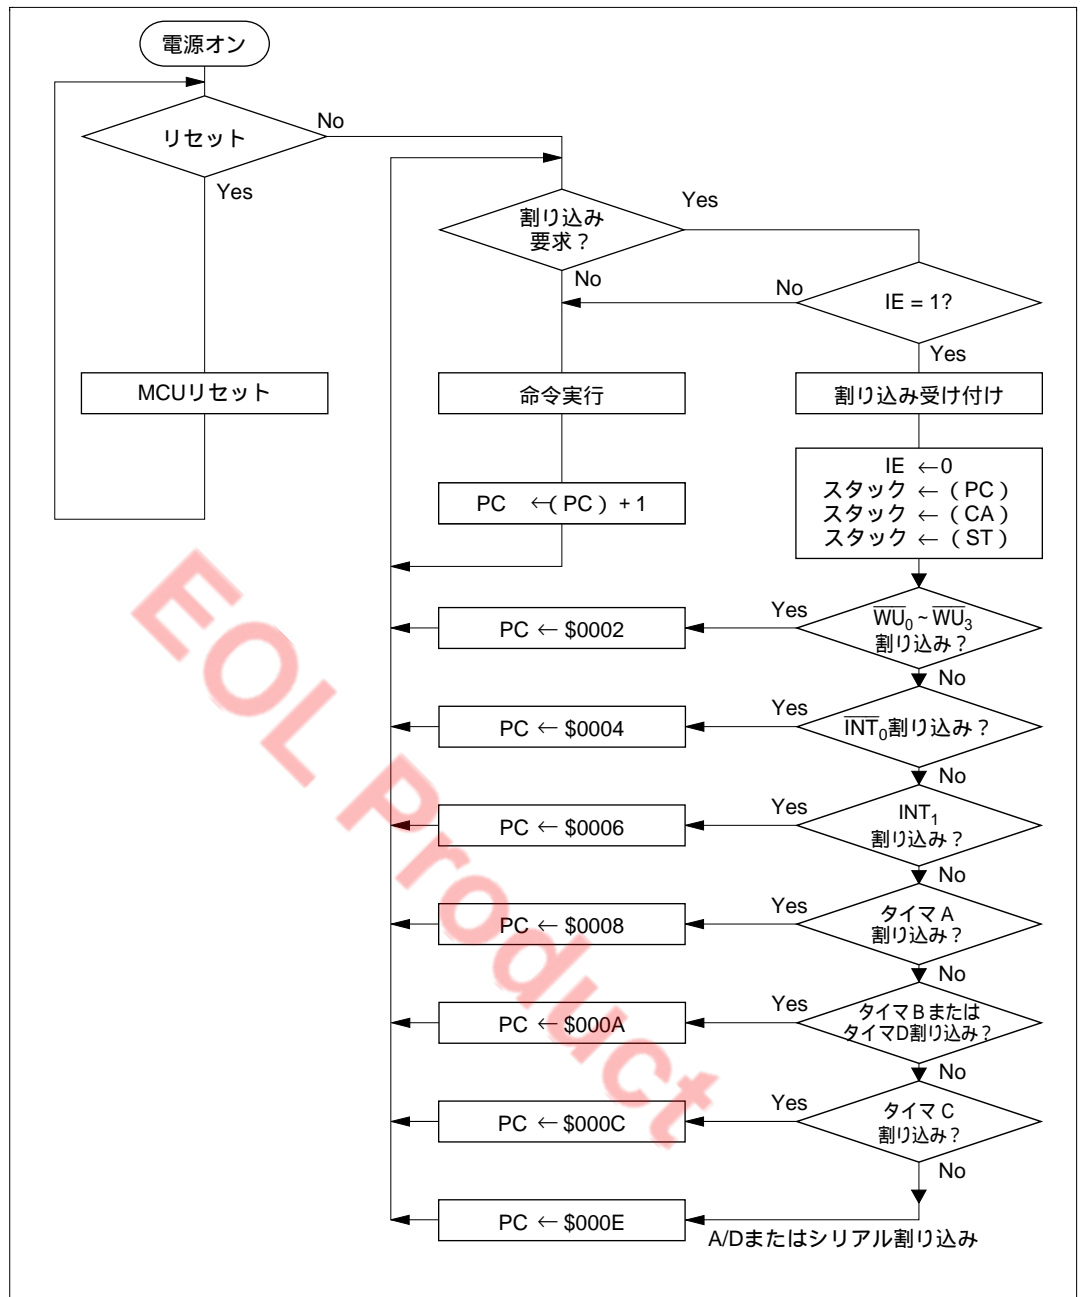 電源オン
リセット
No
Yes
MCUリセット
割り込み
要求？
Yes
No
IE = 1?
No
Yes
命令実行
割り込み受け付け
PC ←(PC) + 1
IE ←0
スタック ← (PC)
スタック ← (CA)
スタック ← (ST)
W̅U̅₀ ~ W̅U̅₃
割り込み？
Yes
PC ← $0002
No
I̅N̅T̅₀割り込み？
Yes
PC ← $0004
No
INT₁
割り込み？
Yes
PC ← $0006
No
タイマ A
割り込み？
Yes
PC ← $0008
No
タイマ B または
タイマD割り込み？
Yes
PC ← $000A
No
タイマ C
割り込み？
Yes
PC ← $000C
No
PC ← $000E
A/Dまたはシリアル割り込み
EOL Product